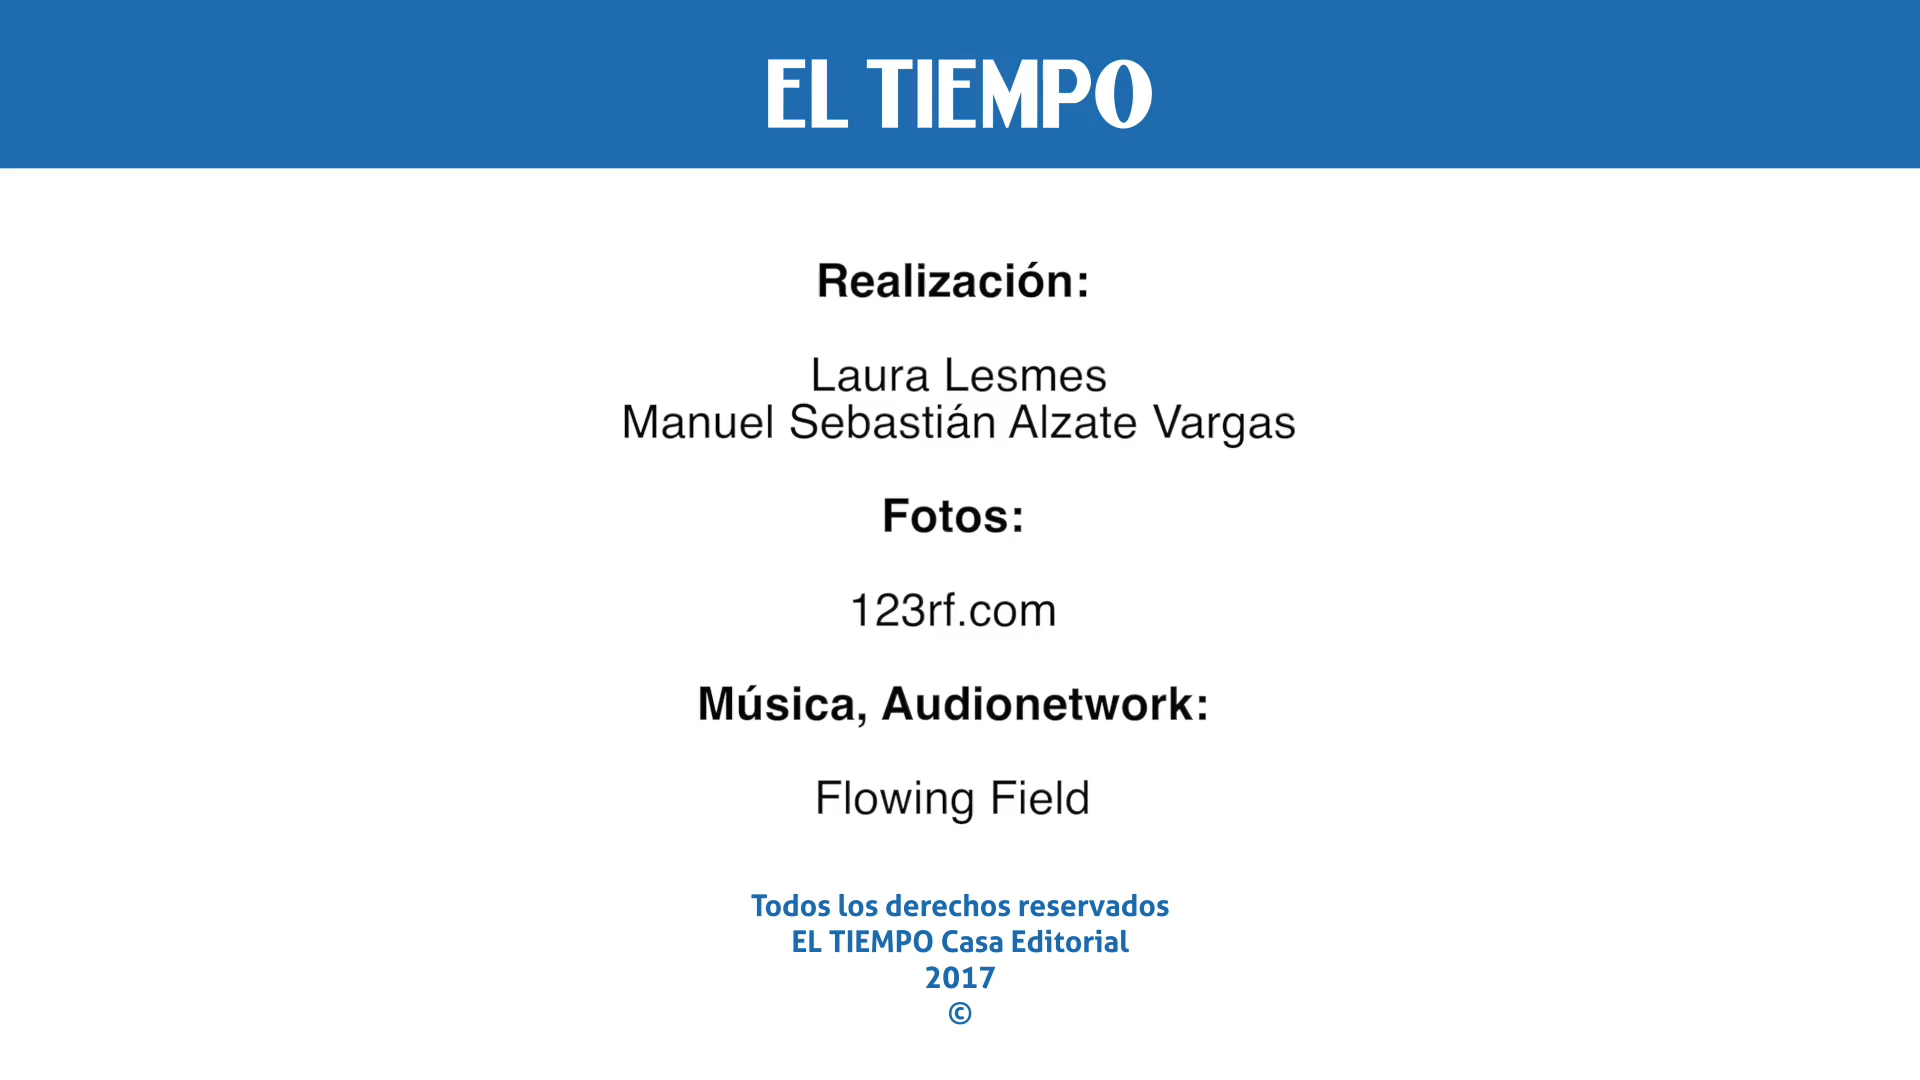 EL TIEMPO
Realización:
Laura Lesmes
Manuel Sebastián Alzate Vargas
Fotos:
123rf.com
Música, Audionetwork:
Flowing Field
Todos los derechos reservados
EL TIEMPO Casa Editorial
2017
©